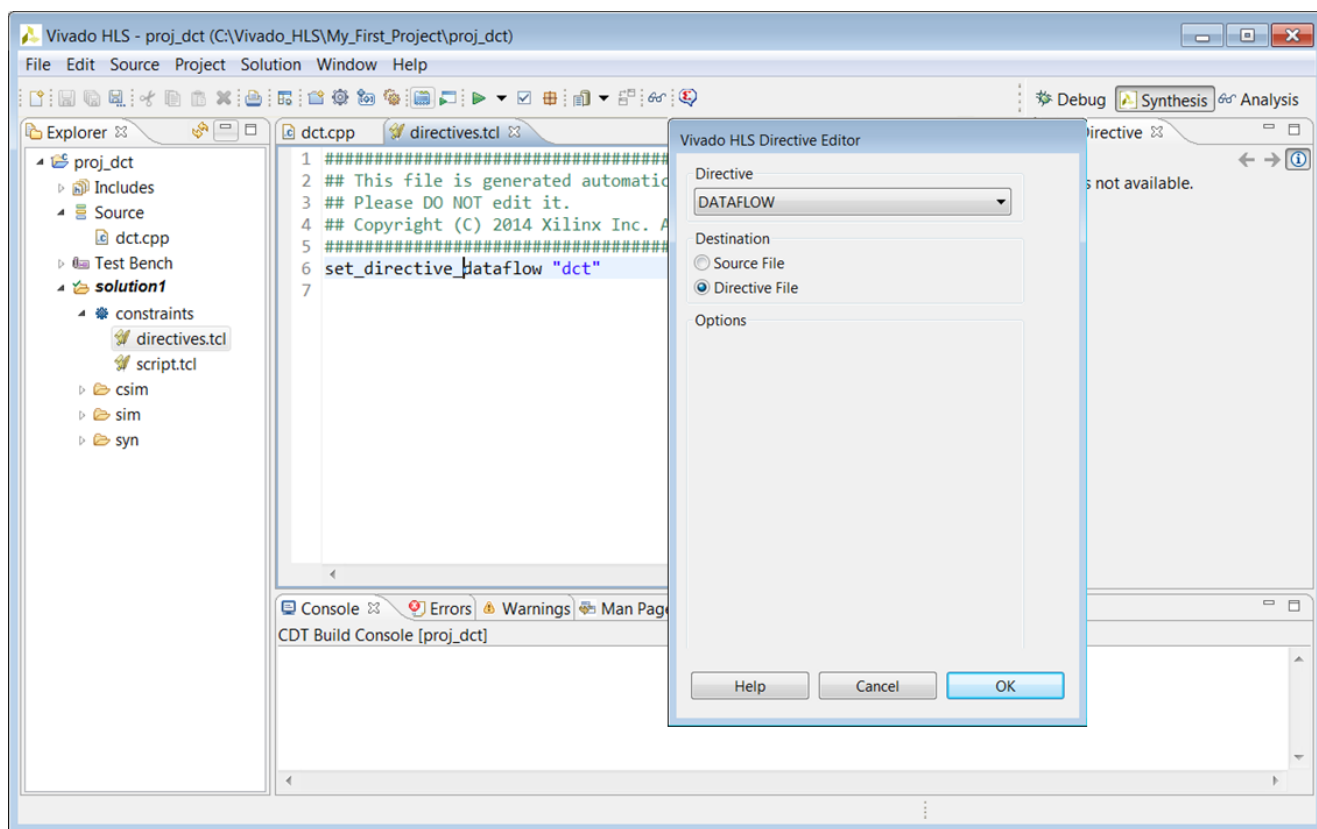 Vivado HLS - proj_dct (C:\Vivado_HLS\My_First_Project\proj_dct)
File Edit Source Project Solution Window Help
Debug Synthesis Analysis
Explorer
proj_dct
Includes
Source
dct.cpp
Test Bench
solution1
constraints
directives.tcl
script.tcl
csim
sim
syn
dct.cpp directives.tcl
1 ###################################
2 ## This file is generated automatic
3 ## Please DO NOT edit it.
4 ## Copyright (C) 2014 Xilinx Inc. A
5 ###################################
6 set_directive_dataflow "dct"
7
Vivado HLS Directive Editor
Directive
DATAFLOW
Destination
Source File
Directive File
Options
Help Cancel OK
irective
s not available.
Console Errors Warnings Man Page
CDT Build Console [proj_dct]